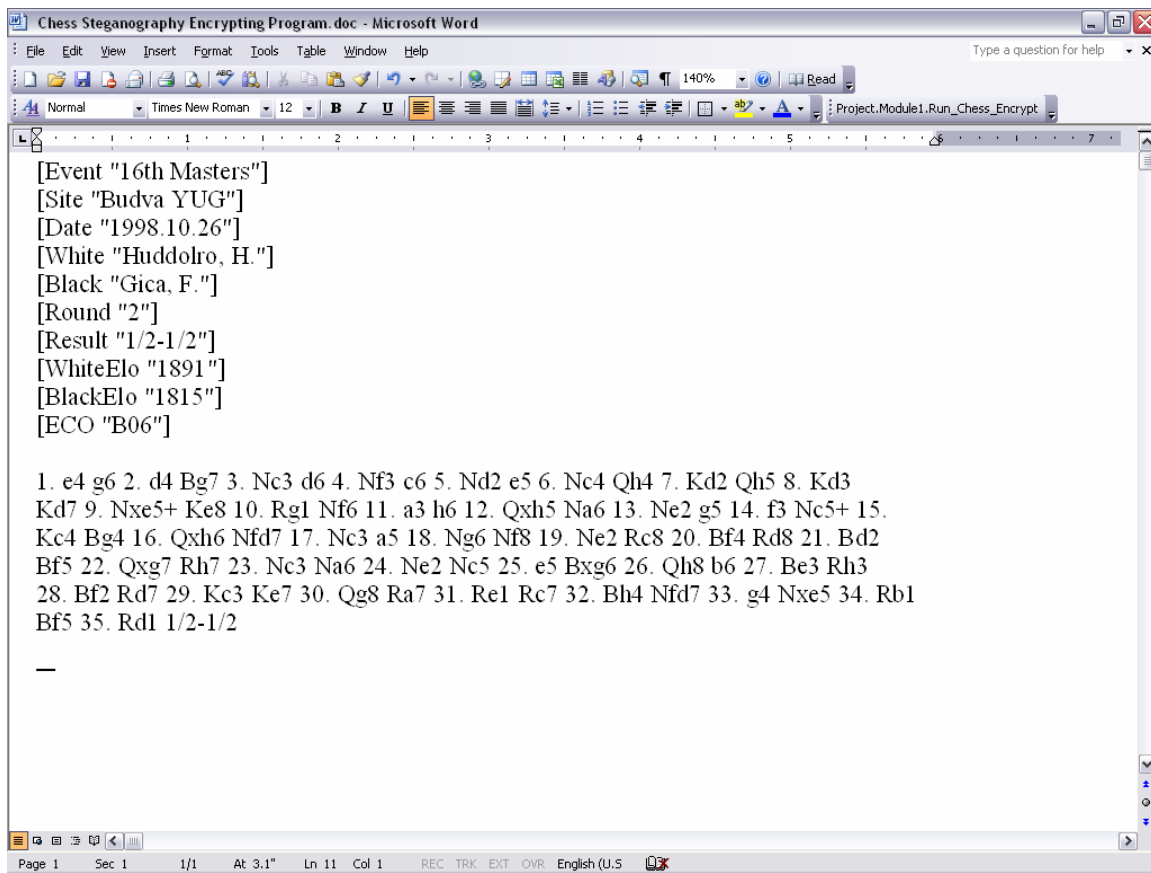 Chess Steganography Encrypting Program.doc - Microsoft Word
File Edit View Insert Format Tools Table Window Help Type a question for help
140% Read
Normal Times New Roman 12 B I U Project.Module1.Run_Chess_Encrypt
1 2 3 4 5 6 7
[Event "16th Masters"]
[Site "Budva YUG"]
[Date "1998.10.26"]
[White "Huddolro, H."]
[Black "Gica, F."]
[Round "2"]
[Result "1/2-1/2"]
[WhiteElo "1891"]
[BlackElo "1815"]
[ECO "B06"]
1. e4 g6 2. d4 Bg7 3. Nc3 d6 4. Nf3 c6 5. Nd2 e5 6. Nc4 Qh4 7. Kd2 Qh5 8. Kd3
Kd7 9. Nxe5+ Ke8 10. Rg1 Nf6 11. a3 h6 12. Qxh5 Na6 13. Ne2 g5 14. f3 Nc5+ 15.
Kc4 Bg4 16. Qxh6 Nfd7 17. Nc3 a5 18. Ng6 Nf8 19. Ne2 Rc8 20. Bf4 Rd8 21. Bd2
Bf5 22. Qxg7 Rh7 23. Nc3 Na6 24. Ne2 Nc5 25. e5 Bxg6 26. Qh8 b6 27. Be3 Rh3
28. Bf2 Rd7 29. Kc3 Ke7 30. Qg8 Ra7 31. Re1 Rc7 32. Bh4 Nfd7 33. g4 Nxe5 34. Rb1
Bf5 35. Rd1 1/2-1/2
Page 1 Sec 1 1/1 At 3.1" Ln 11 Col 1 REC TRK EXT OVR English (U.S